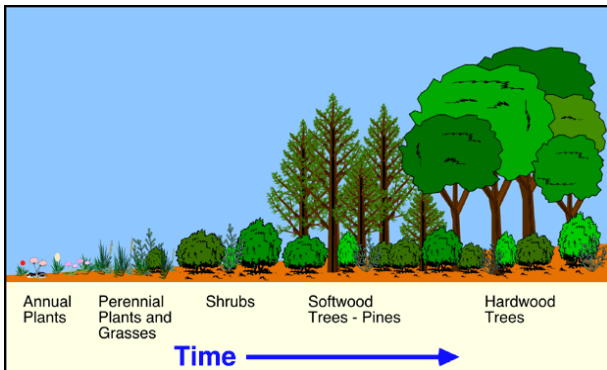 Annual
Plants
Perennial
Plants and
Grasses
Shrubs
Softwood
Trees - Pines
Hardwood
Trees
Time